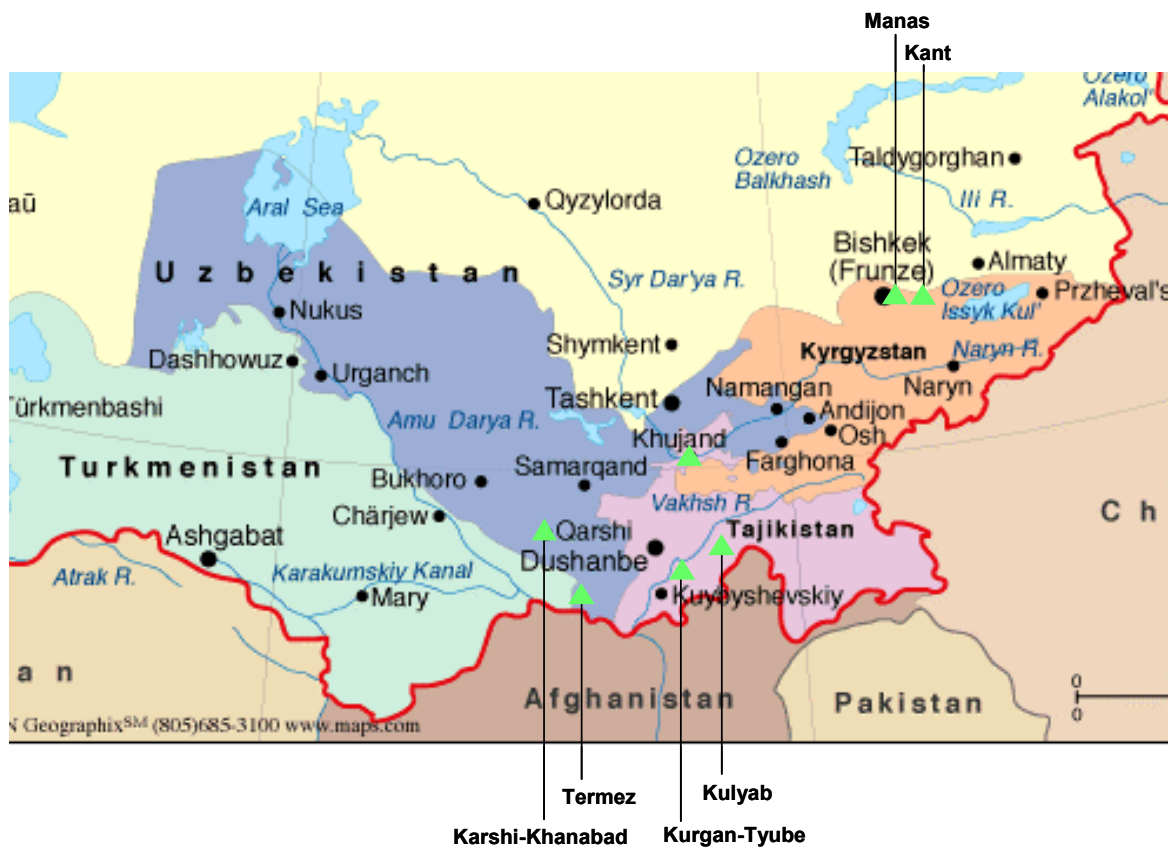 Manas
Kant
Ozero
Alakol'
Ozero
Balkhash
Taldygorghan
Ili R.
aū
Aral Sea
Qyzylorda
Syr Dar'ya R.
Bishkek
(Frunze)
Almaty
Ozero
Issyk Kul'
Przheval's
Uzbekistan
Nukus
Dashhowuz
Urganch
Shymkent
Kyrgyzstan
Naryn R.
Naryn
Türkmenbashi
Amu Darya R.
Tashkent
Namangan
Andijon
Osh
Khujand
Farghona
Turkmenistan
Bukhoro
Samarqand
Vakhsh R.
Chärjew
Qarshi
Tajikistan
Ch
Ashgabat
Dushanbe
Atrak R.
Karakumskiy Kanal
Mary
Kuybyshevskiy
an
Afghanistan
Pakistan
0
0
N Geographix℠ (805)685-3100 www.maps.com
Termez
Kulyab
Karshi-Khanabad
Kurgan-Tyube